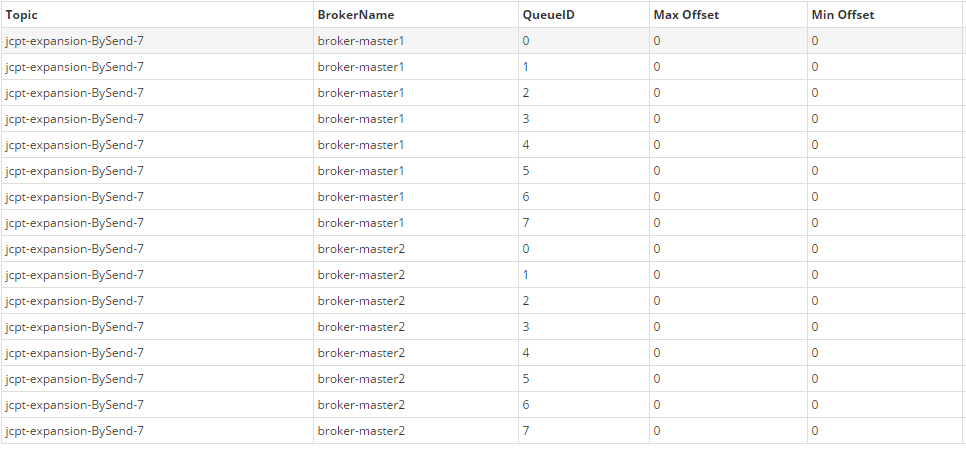 Topic BrokerName QueueID Max Offset Min Offset
jcpt-expansion-BySend-7 broker-master1 0 0 0
jcpt-expansion-BySend-7 broker-master1 1 0 0
jcpt-expansion-BySend-7 broker-master1 2 0 0
jcpt-expansion-BySend-7 broker-master1 3 0 0
jcpt-expansion-BySend-7 broker-master1 4 0 0
jcpt-expansion-BySend-7 broker-master1 5 0 0
jcpt-expansion-BySend-7 broker-master1 6 0 0
jcpt-expansion-BySend-7 broker-master1 7 0 0
jcpt-expansion-BySend-7 broker-master2 0 0 0
jcpt-expansion-BySend-7 broker-master2 1 0 0
jcpt-expansion-BySend-7 broker-master2 2 0 0
jcpt-expansion-BySend-7 broker-master2 3 0 0
jcpt-expansion-BySend-7 broker-master2 4 0 0
jcpt-expansion-BySend-7 broker-master2 5 0 0
jcpt-expansion-BySend-7 broker-master2 6 0 0
jcpt-expansion-BySend-7 broker-master2 7 0 0